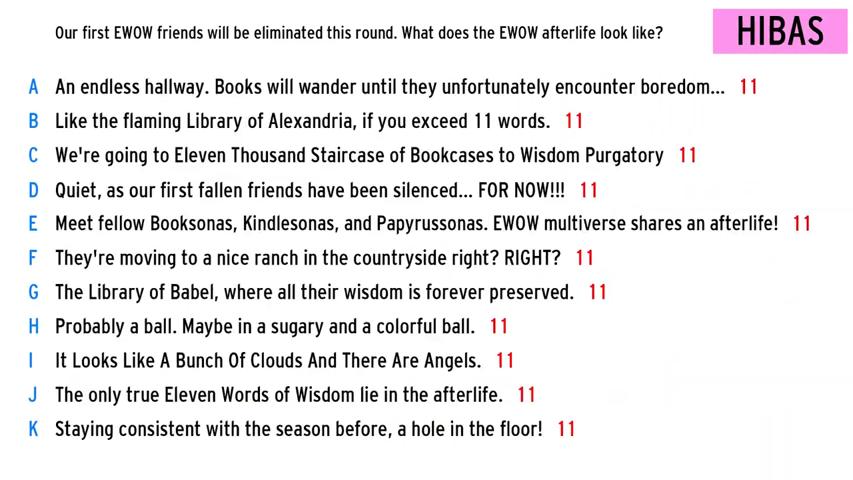 Our first EWOW friends will be eliminated this round. What does the EWOW afterlife look like?
HIBAS
A An endless hallway. Books will wander until they unfortunately encounter boredom... 11
B Like the flaming Library of Alexandria, if you exceed 11 words. 11
C We're going to Eleven Thousand Staircase of Bookcases to Wisdom Purgatory 11
D Quiet, as our first fallen friends have been silenced... FOR NOW!!! 11
E Meet fellow Booksonas, Kindlesonas, and Papyrussonas. EWOW multiverse shares an afterlife! 11
F They're moving to a nice ranch in the countryside right? RIGHT? 11
G The Library of Babel, where all their wisdom is forever preserved. 11
H Probably a ball. Maybe in a sugary and a colorful ball. 11
I It Looks Like A Bunch Of Clouds And There Are Angels. 11
J The only true Eleven Words of Wisdom lie in the afterlife. 11
K Staying consistent with the season before, a hole in the floor! 11